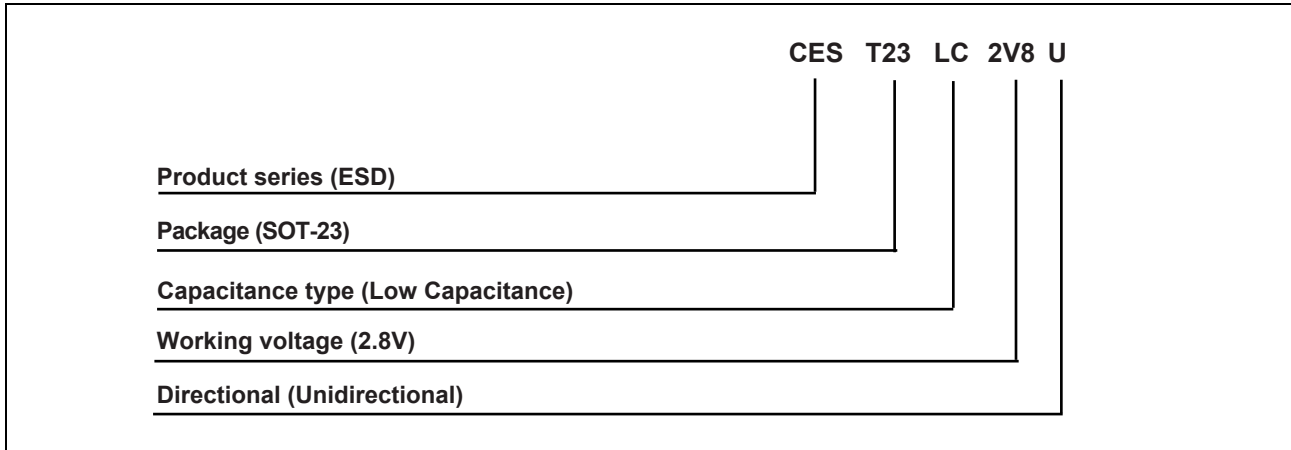 CES T23 LC 2V8 U
Product series (ESD)
Package (SOT-23)
Capacitance type (Low Capacitance)
Working voltage (2.8V)
Directional (Unidirectional)